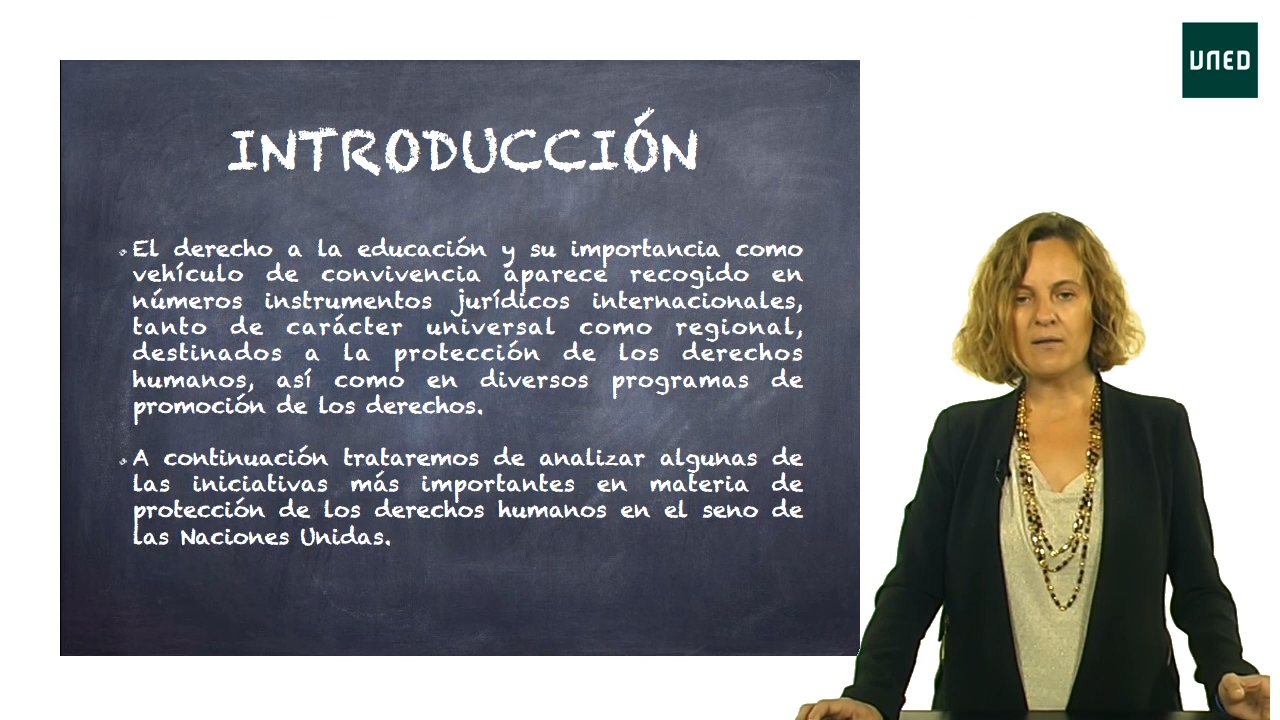 UNED
INTRODUCCIÓN
El derecho a la educación y su importancia como
vehículo de convivencia aparece recogido en
números instrumentos jurídicos internacionales,
tanto de carácter universal como regional,
destinados a la protección de los derechos
humanos, así como en diversos programas de
promoción de los derechos.
A continuación trataremos de analizar algunas de
las iniciativas más importantes en materia de
protección de los derechos humanos en el seno de
las Naciones Unidas.